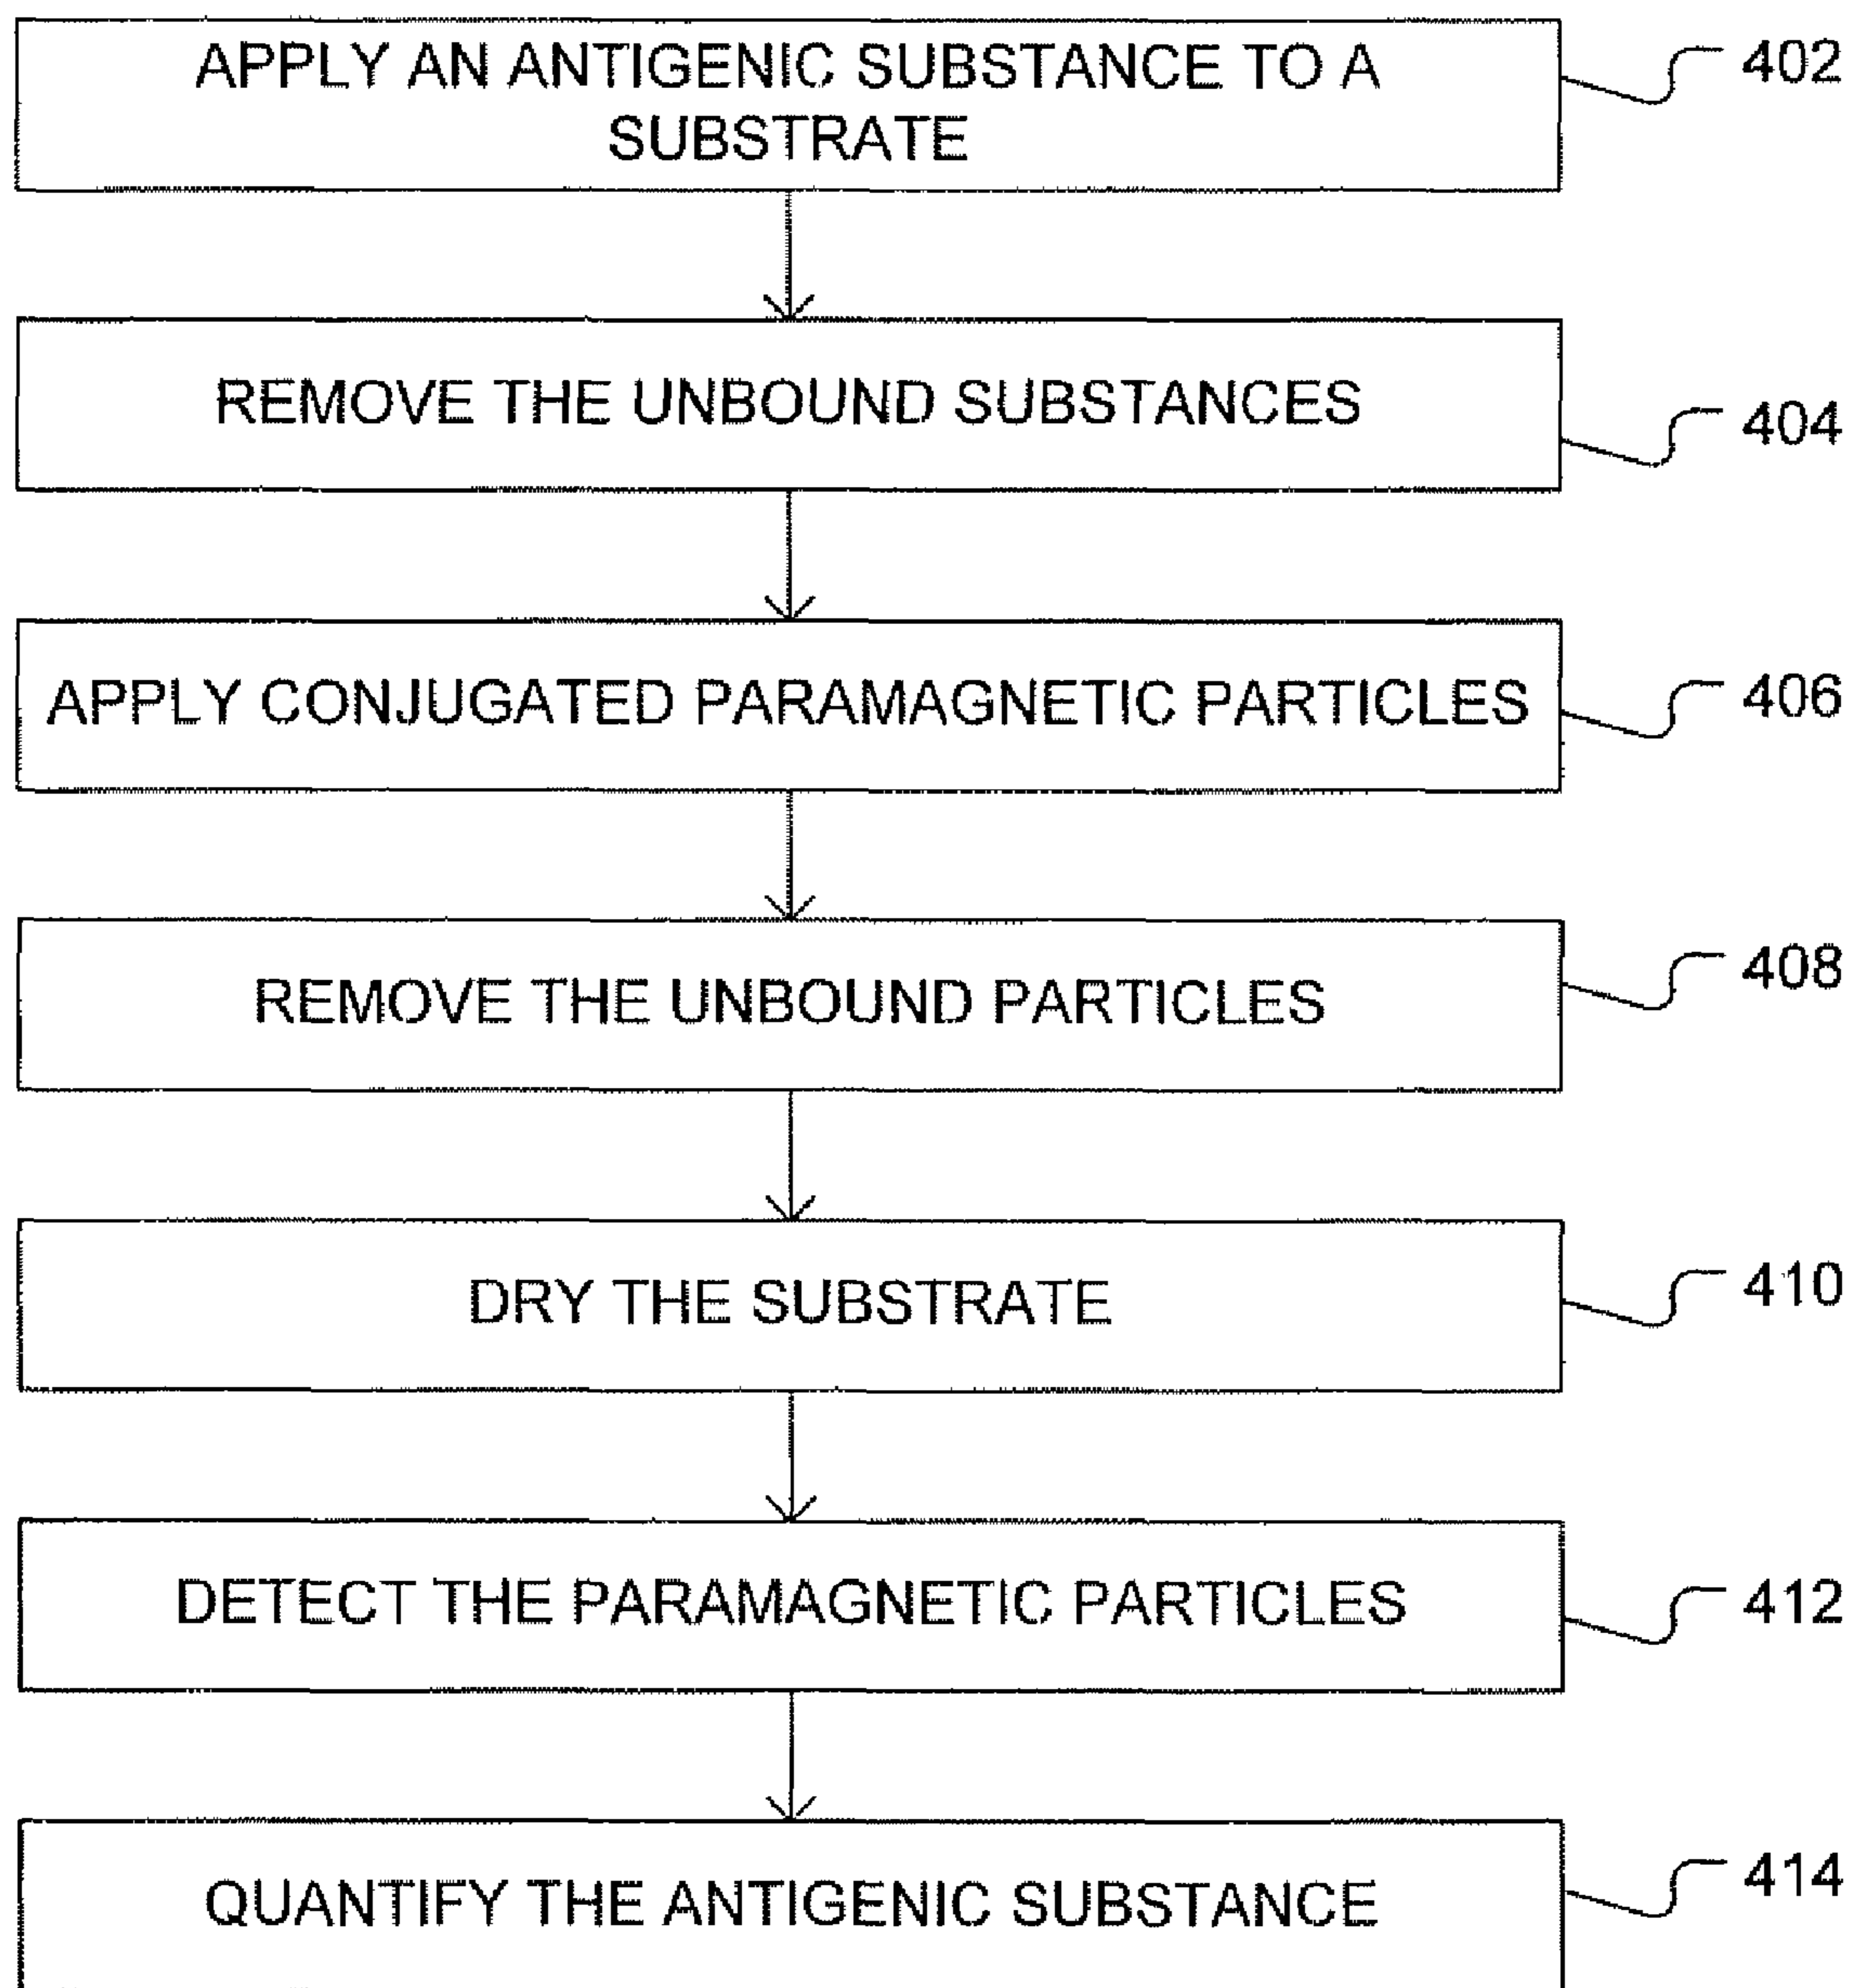 APPLY AN ANTIGENIC SUBSTANCE TO A
SUBSTRATE
402
REMOVE THE UNBOUND SUBSTANCES
404
APPLY CONJUGATED PARAMAGNETIC PARTICLES
406
REMOVE THE UNBOUND PARTICLES
408
DRY THE SUBSTRATE
410
DETECT THE PARAMAGNETIC PARTICLES
412
QUANTIFY THE ANTIGENIC SUBSTANCE
414